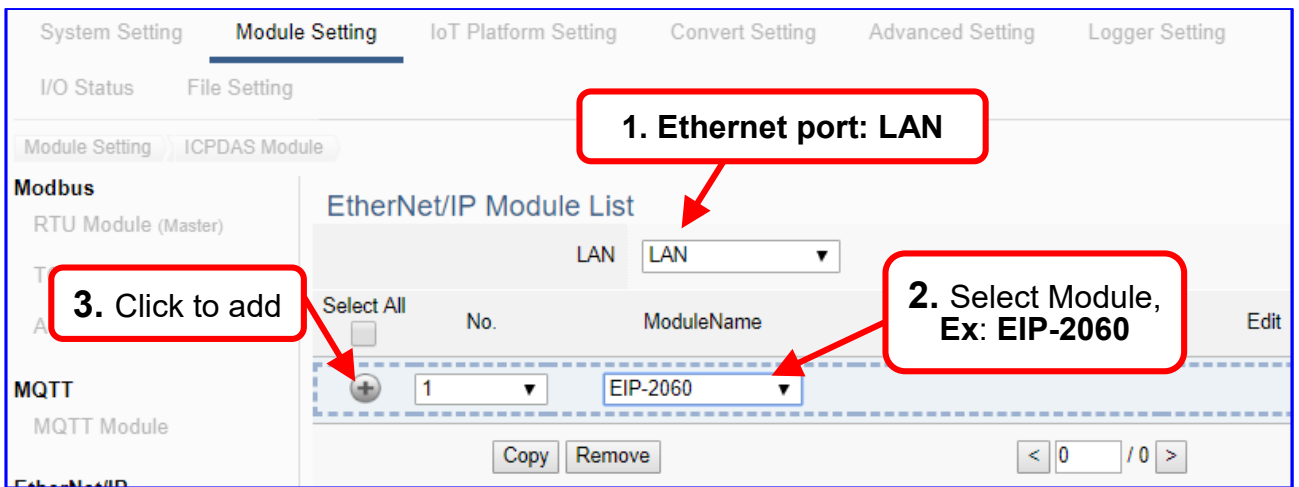 System Setting Module Setting IoT Platform Setting Convert Setting Advanced Setting Logger Setting
I/O Status File Setting
1. Ethernet port: LAN
Module Setting ICPDAS Module
Modbus
RTU Module (Master)
EtherNet/IP Module List
LAN LAN ▼
3. Click to add
2. Select Module,
Ex: EIP-2060
Select All
No. ModuleName Edit
+ 1 ▼ EIP-2060 ▼
MQTT
MQTT Module
Copy Remove < 0 / 0 >
EtherNet/IP